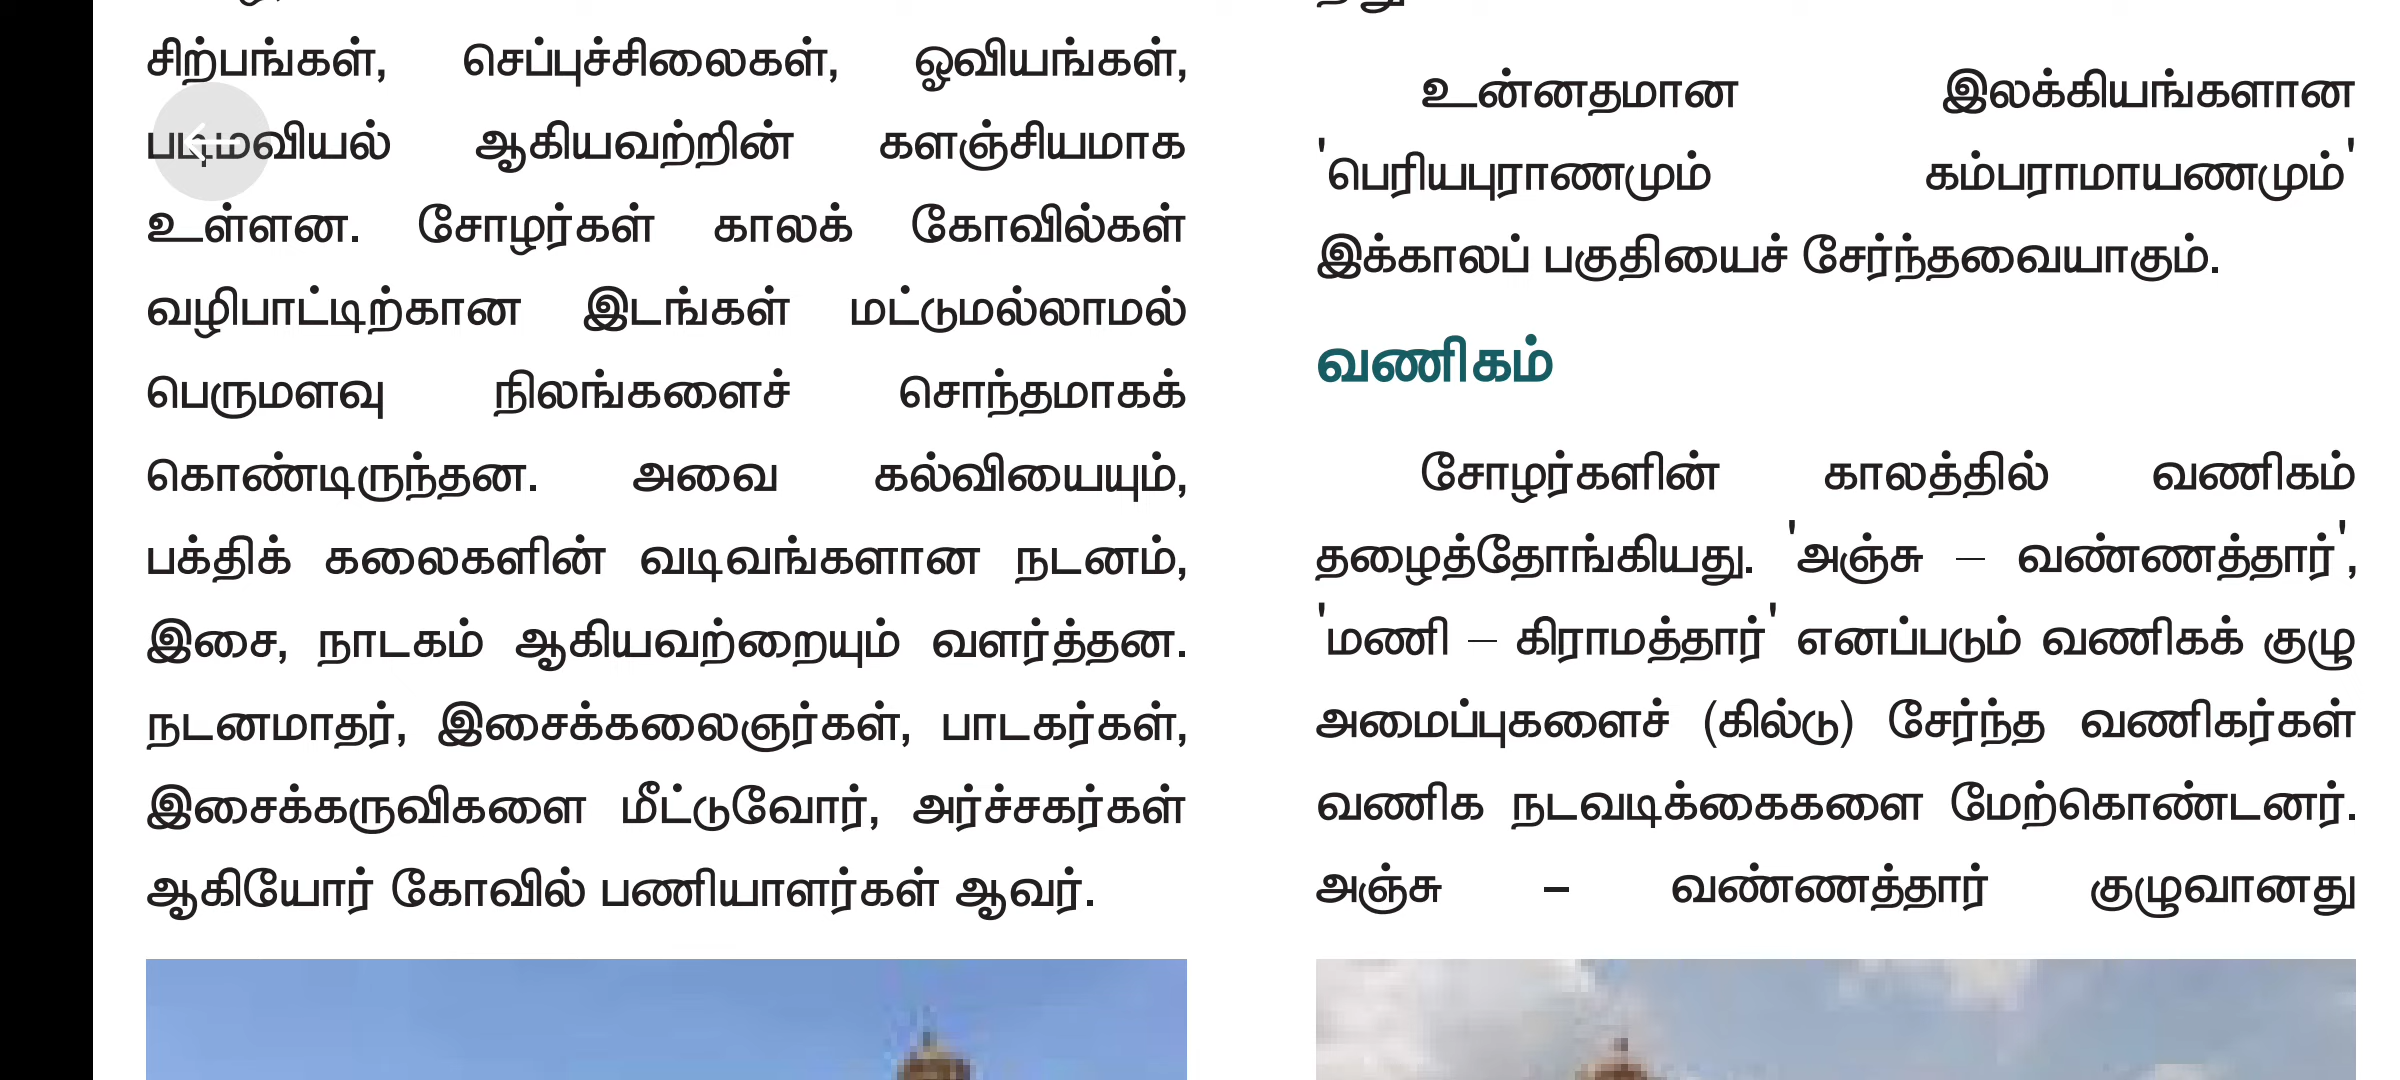 சிற்பங்கள், செப்புச்சிலைகள், ஓவியங்கள்,
படிமவியல் ஆகியவற்றின் களஞ்சியமாக
உள்ளன. சோழர்கள் காலக் கோவில்கள்
வழிபாட்டிற்கான இடங்கள் மட்டுமல்லாமல்
பெருமளவு நிலங்களைச் சொந்தமாகக்
கொண்டிருந்தன. அவை கல்வியையும்,
பக்திக் கலைகளின் வடிவங்களான நடனம்,
இசை, நாடகம் ஆகியவற்றையும் வளர்த்தன.
நடனமாதர், இசைக்கலைஞர்கள், பாடகர்கள்,
இசைக்கருவிகளை மீட்டுவோர், அர்ச்சகர்கள்
ஆகியோர் கோவில் பணியாளர்கள் ஆவர்.
உன்னதமான இலக்கியங்களான
'பெரியபுராணமும் கம்பராமாயணமும்'
இக்காலப் பகுதியைச் சேர்ந்தவையாகும்.
வணிகம்
சோழர்களின் காலத்தில் வணிகம்
தழைத்தோங்கியது. 'அஞ்சு – வண்ணத்தார்',
'மணி – கிராமத்தார்' எனப்படும் வணிகக் குழு
அமைப்புகளைச் (கில்டு) சேர்ந்த வணிகர்கள்
வணிக நடவடிக்கைகளை மேற்கொண்டனர்.
அஞ்சு – வண்ணத்தார் குழுவானது